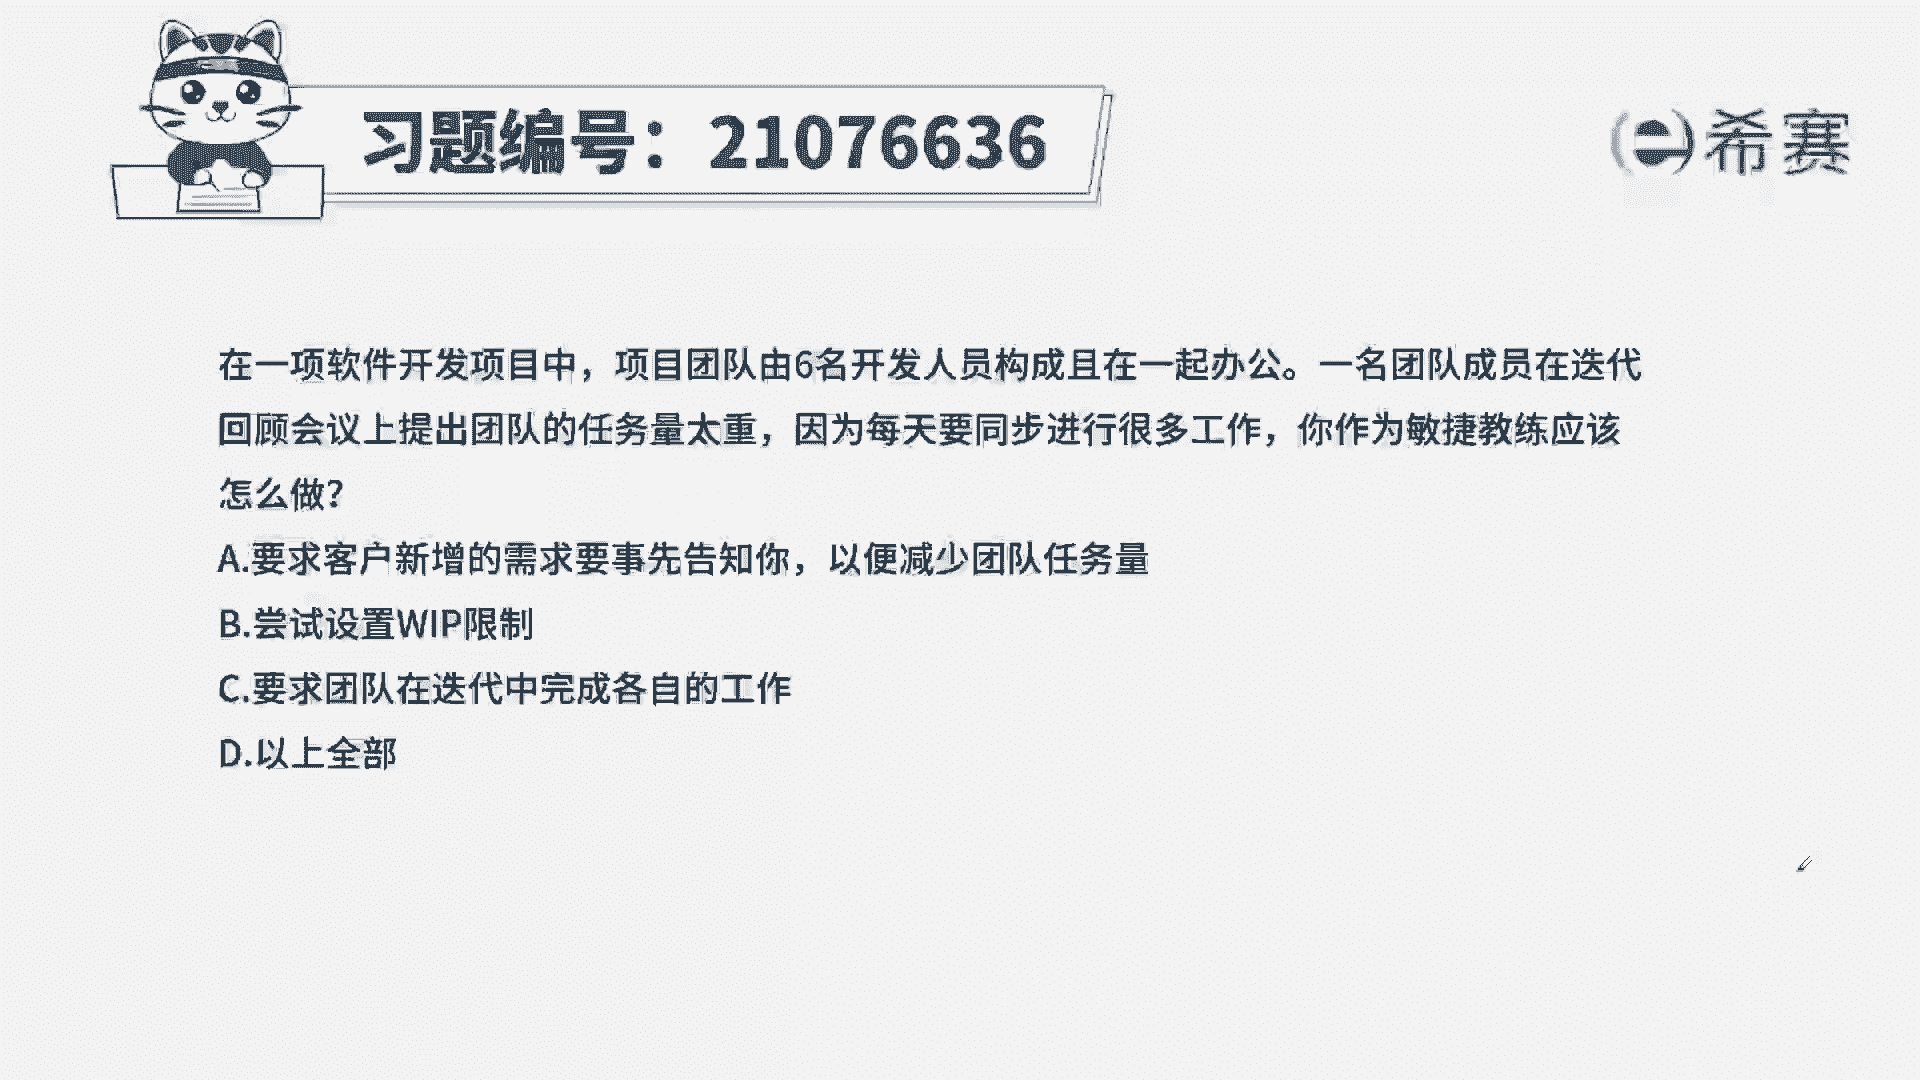 习题编号：21076636
希赛
在一项软件开发项目中，项目团队由6名开发人员构成且在一起办公。一名团队成员在迭代
回顾会议上提出团队的任务量太重，因为每天要同步进行很多工作，你作为敏捷教练应该
怎么做？
A.要求客户新增的需求要事先告知你，以便减少团队任务量
B.尝试设置WIP限制
C.要求团队在迭代中完成各自的工作
D.以上全部